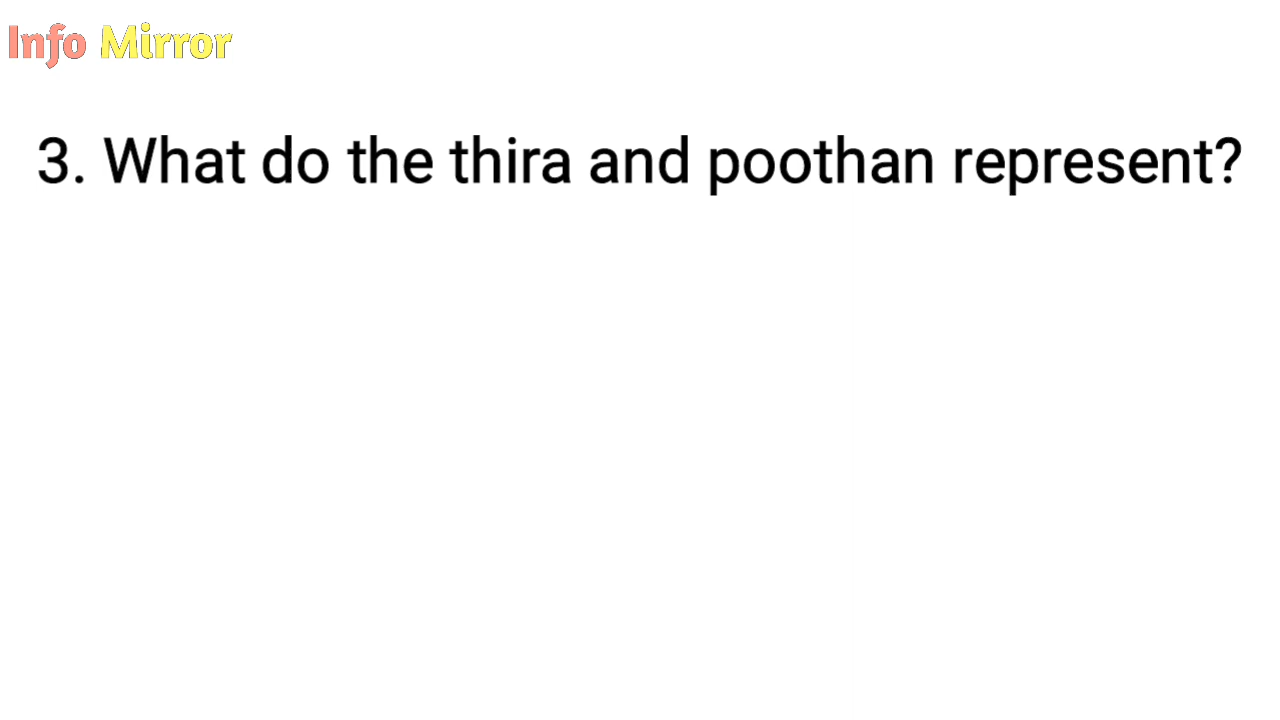 Info Mirror
3. What do the thira and poothan represent?